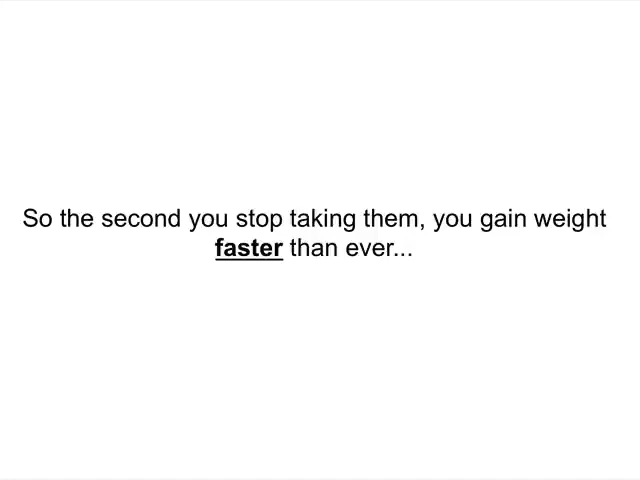 So the second you stop taking them, you gain weight
faster than ever...